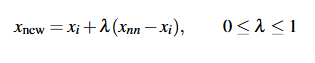 x_new = x_i + λ(x_nn − x_i),   0 ≤ λ ≤ 1